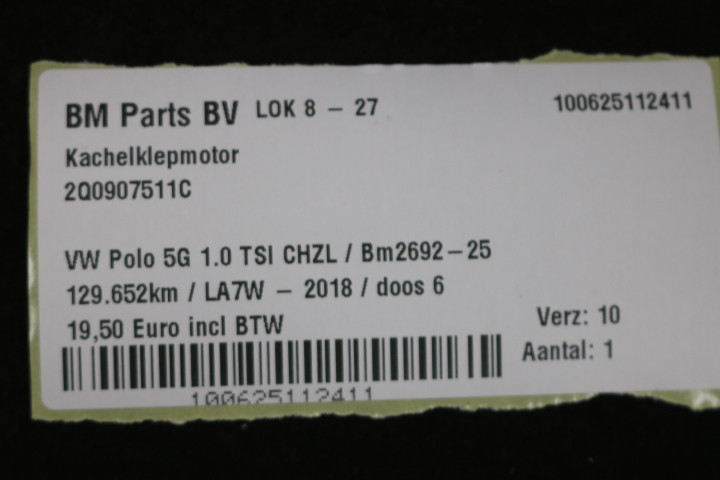 BM Parts BV LOK 8 - 27 100625112411
Kachelklepmotor
2Q0907511C
VW Polo 5G 1.0 TSI CHZL / Bm2692-25
129.652km / LA7W - 2018 / doos 6
19,50 Euro incl BTW Verz: 10
Aantal: 1
100625112411